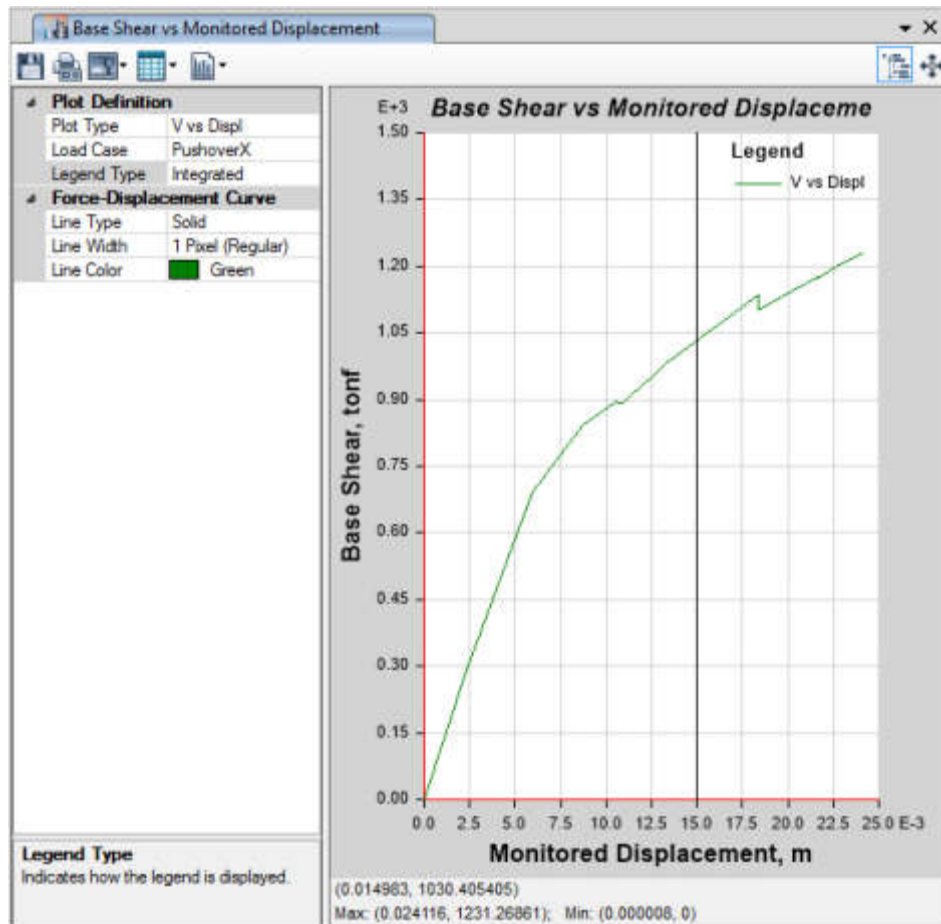 Base Shear vs Monitored Displacement
Plot Definition
Plot Type V vs Displ
Load Case PushoverX
Legend Type Integrated
Force-Displacement Curve
Line Type Solid
Line Width 1 Pixel (Regular)
Line Color Green
Legend Type
Indicates how the legend is displayed.
E+3 Base Shear vs Monitored Displaceme
Legend
V vs Displ
1.50
1.35
1.20
1.05
0.90
0.75
0.60
0.45
0.30
0.15
0.00
Base Shear, tonf
0.0 2.5 5.0 7.5 10.0 12.5 15.0 17.5 20.0 22.5 25.0 E-3
Monitored Displacement, m
(0.014983, 1030.405405)
Max: (0.024116, 1231.26861); Min: (0.000008, 0)